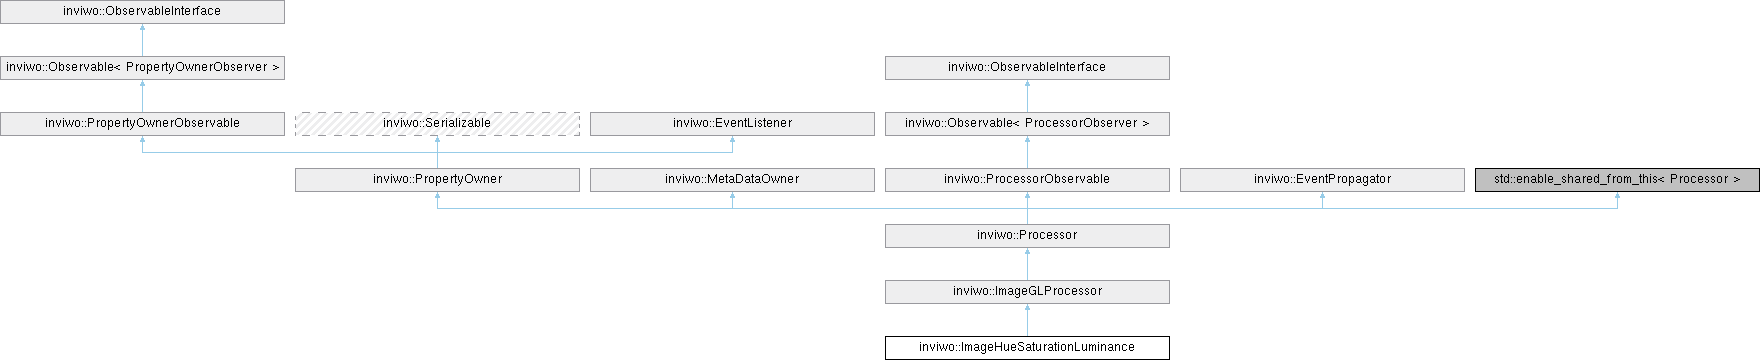 inviwo::ObservableInterface
inviwo::Observable< PropertyOwnerObserver >
inviwo::ObservableInterface
inviwo::PropertyOwnerObservable
inviwo::Serializable
inviwo::EventListener
inviwo::Observable< ProcessorObserver >
inviwo::PropertyOwner
inviwo::MetaDataOwner
inviwo::ProcessorObservable
inviwo::EventPropagator
std::enable_shared_from_this< Processor >
inviwo::Processor
inviwo::ImageGLProcessor
inviwo::ImageHueSaturationLuminance